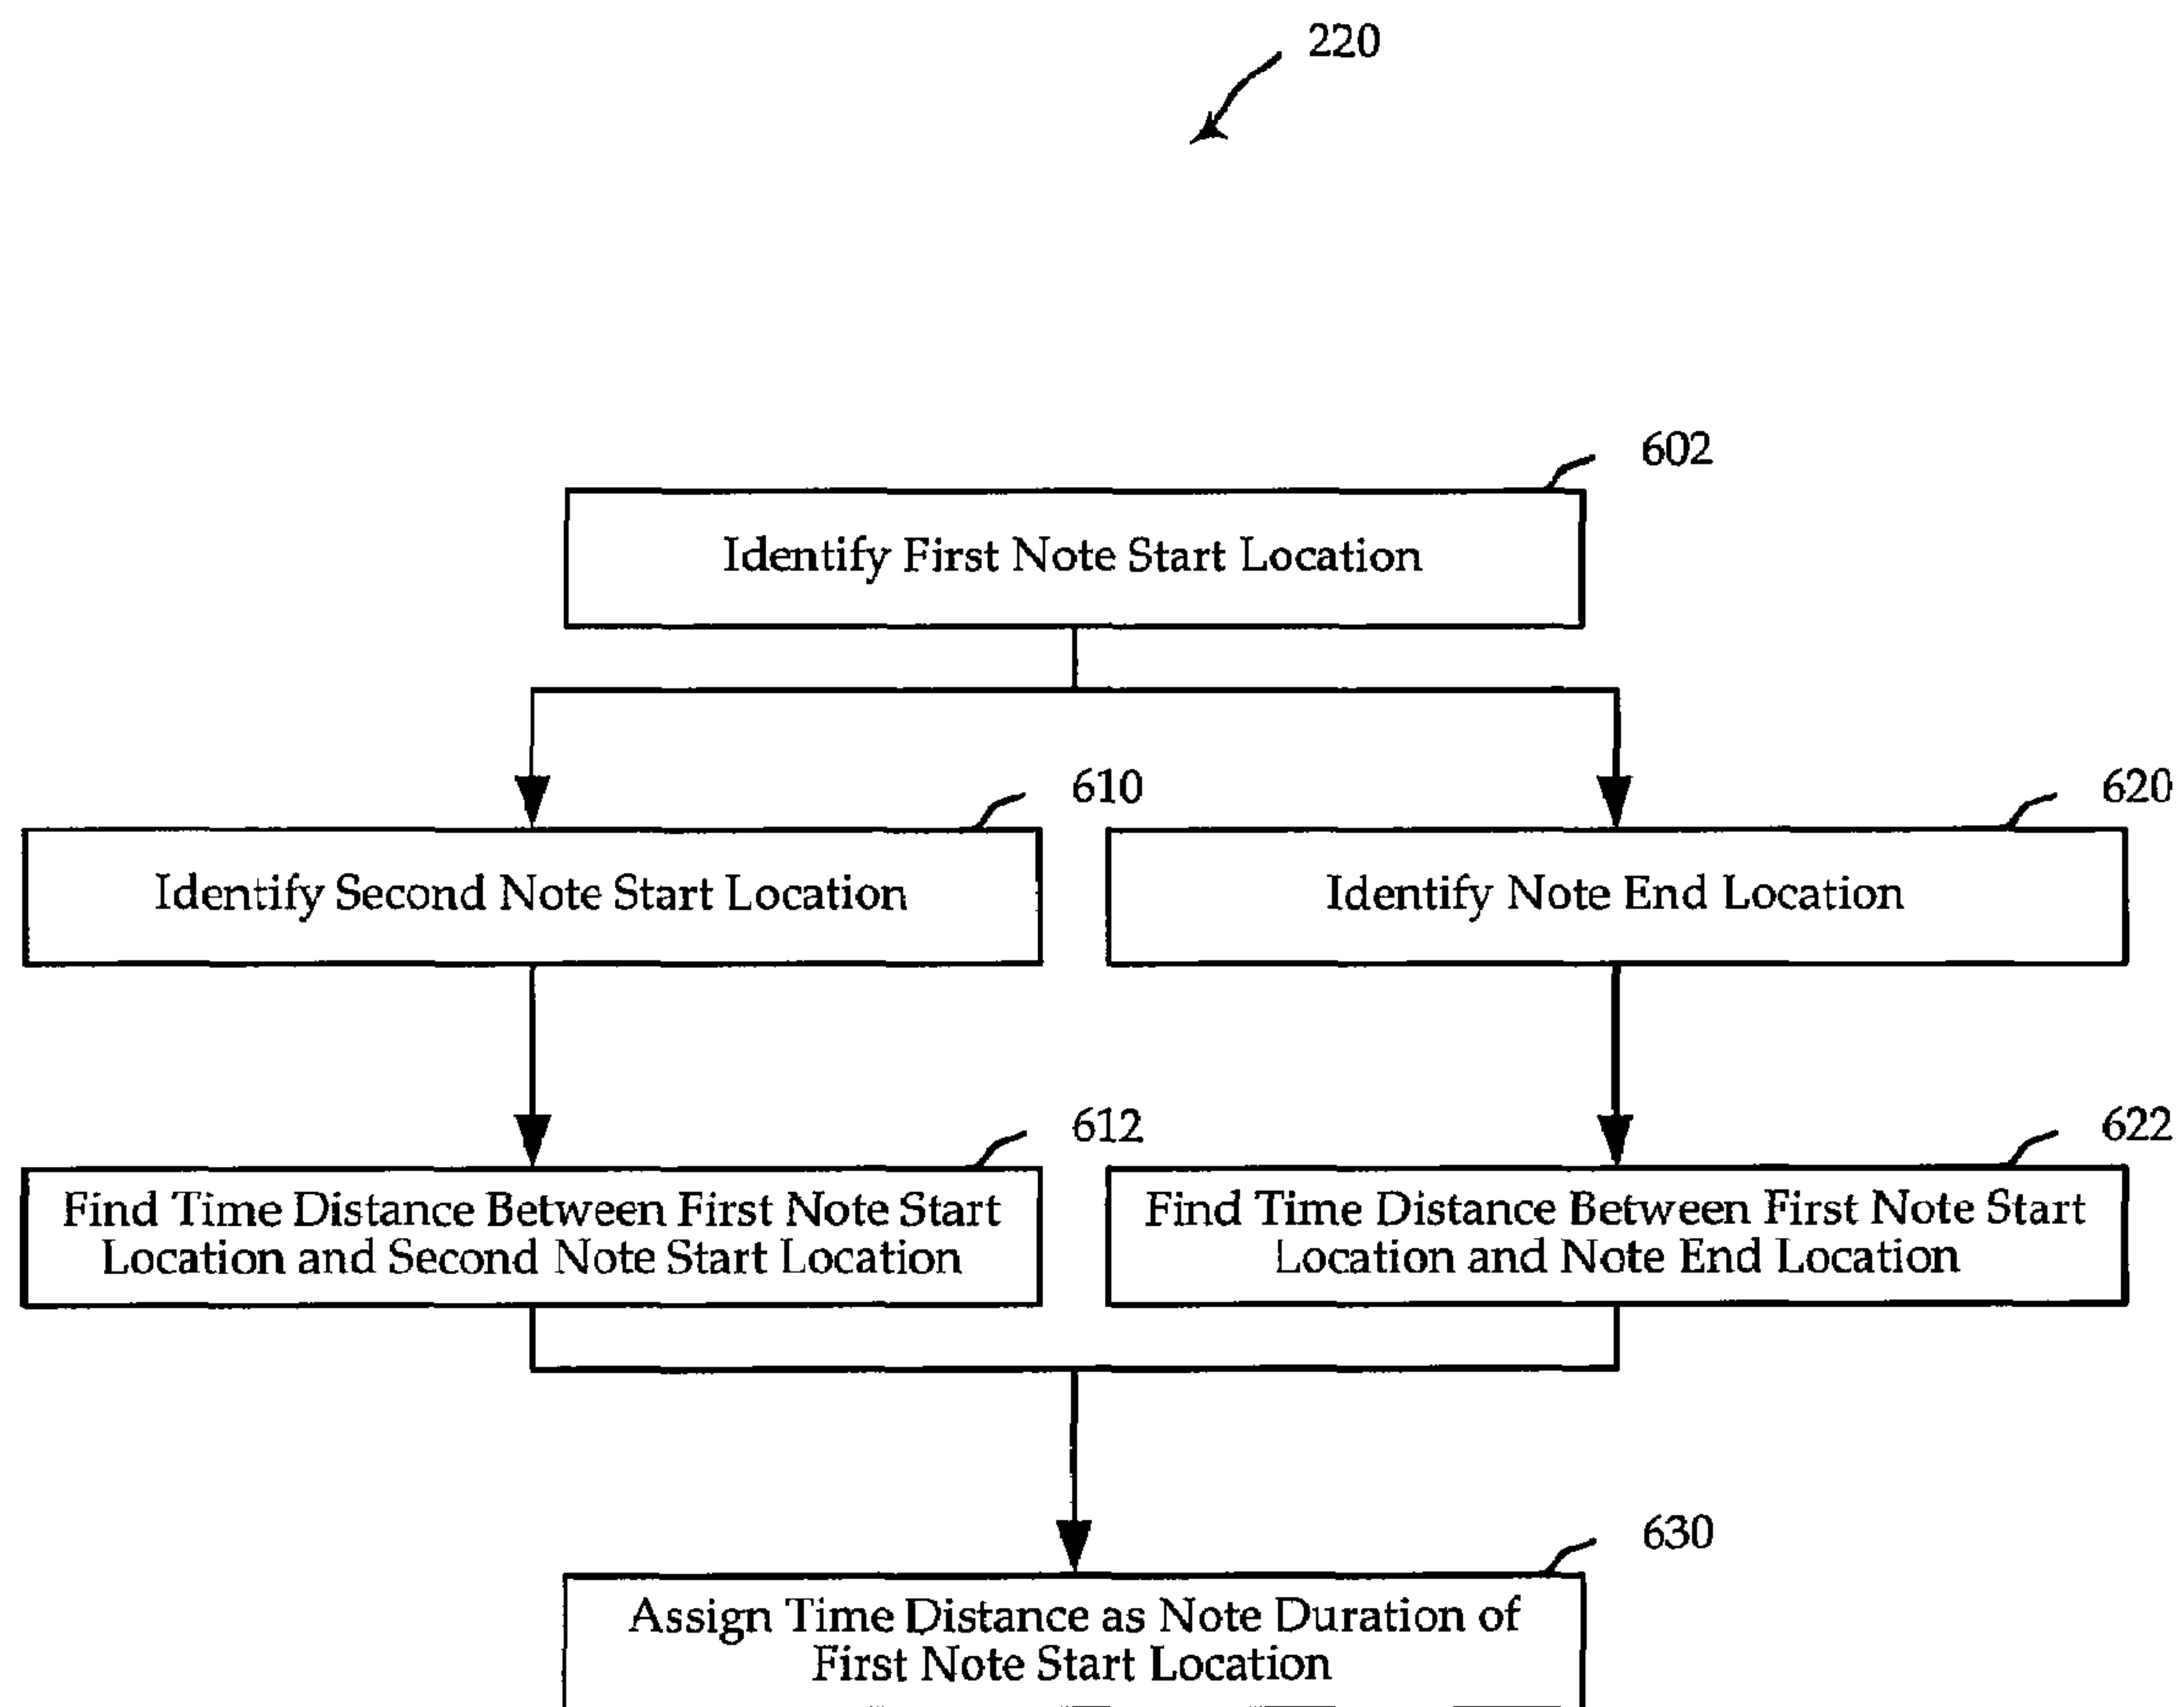 220
602
Identify First Note Start Location
610
620
Identify Second Note Start Location
Identify Note End Location
612
622
Find Time Distance Between First Note Start
Location and Second Note Start Location
Find Time Distance Between First Note Start
Location and Note End Location
630
Assign Time Distance as Note Duration of
First Note Start Location